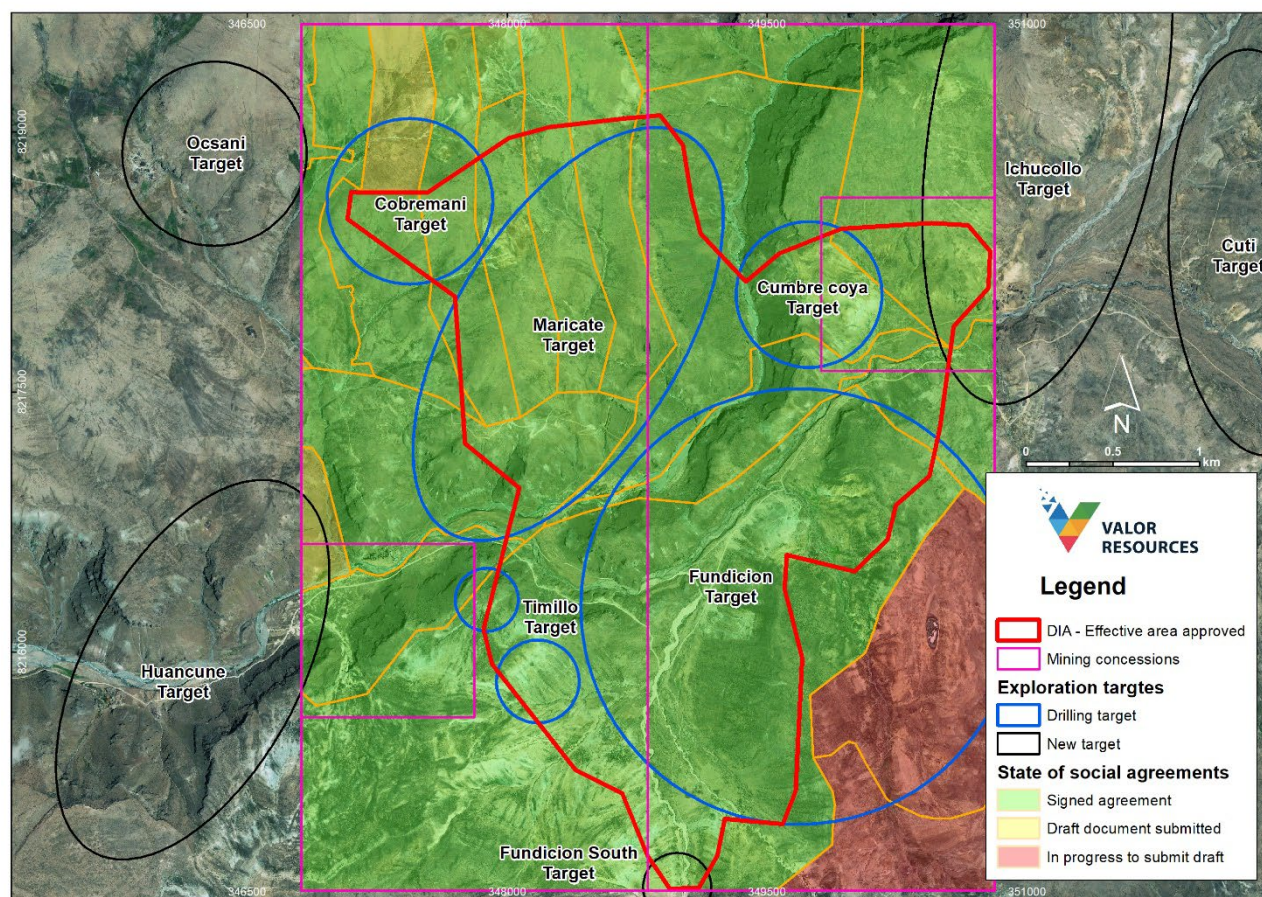 346500
348000
349500
351000
8219000
8217500
8216000
Ocsani
Target
Cobremani
Target
Maricate
Target
Cumbre coya
Target
Ichucollo
Target
Cuti
Target
Huancune
Target
Timillo
Target
Fundicion
Target
Fundicion South
Target
N
0 0.5 1
km
VALOR
RESOURCES
Legend
DIA - Effective area approved
Mining concessions
Exploration targtes
Drilling target
New target
State of social agreements
Signed agreement
Draft document submitted
In progress to submit draft
346500
348000
349500
351000